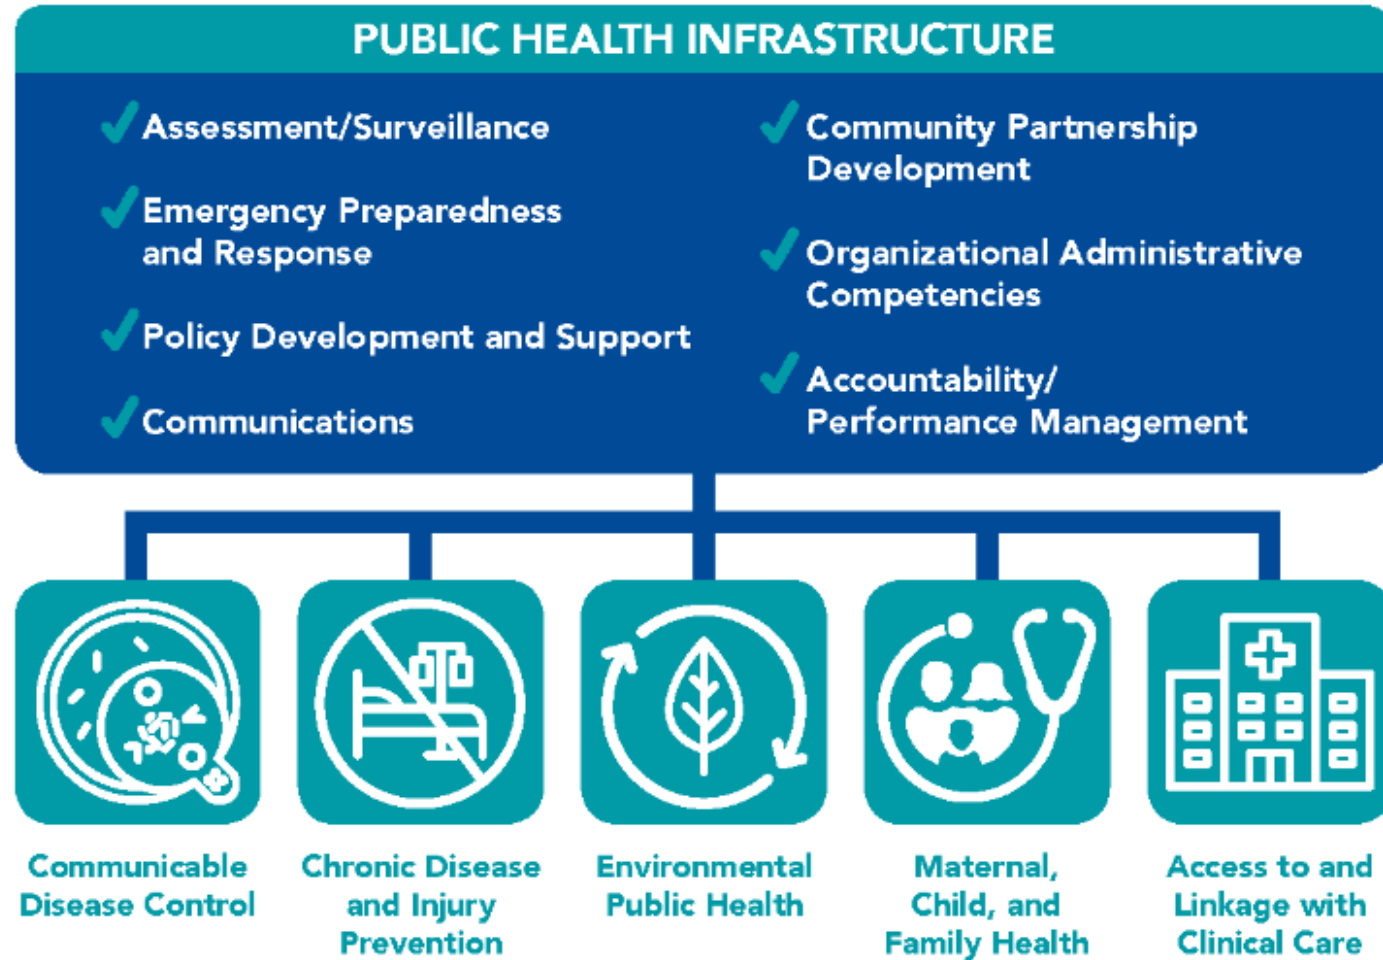 PUBLIC HEALTH INFRASTRUCTURE
Assessment/Surveillance
Emergency Preparedness
and Response
Policy Development and Support
Communications
Community Partnership
Development
Organizational Administrative
Competencies
Accountability/
Performance Management
Communicable
Disease Control
Chronic Disease
and Injury
Prevention
Environmental
Public Health
Maternal,
Child, and
Family Health
Access to and
Linkage with
Clinical Care